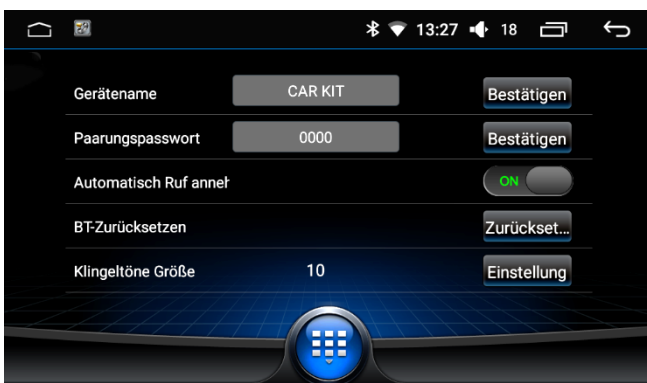 13:27 18
Gerätename CAR KIT Bestätigen
Paarungspasswort 0000 Bestätigen
Automatisch Ruf anneh ON
BT-Zurücksetzen Zurückset...
Klingeltöne Größe 10 Einstellung